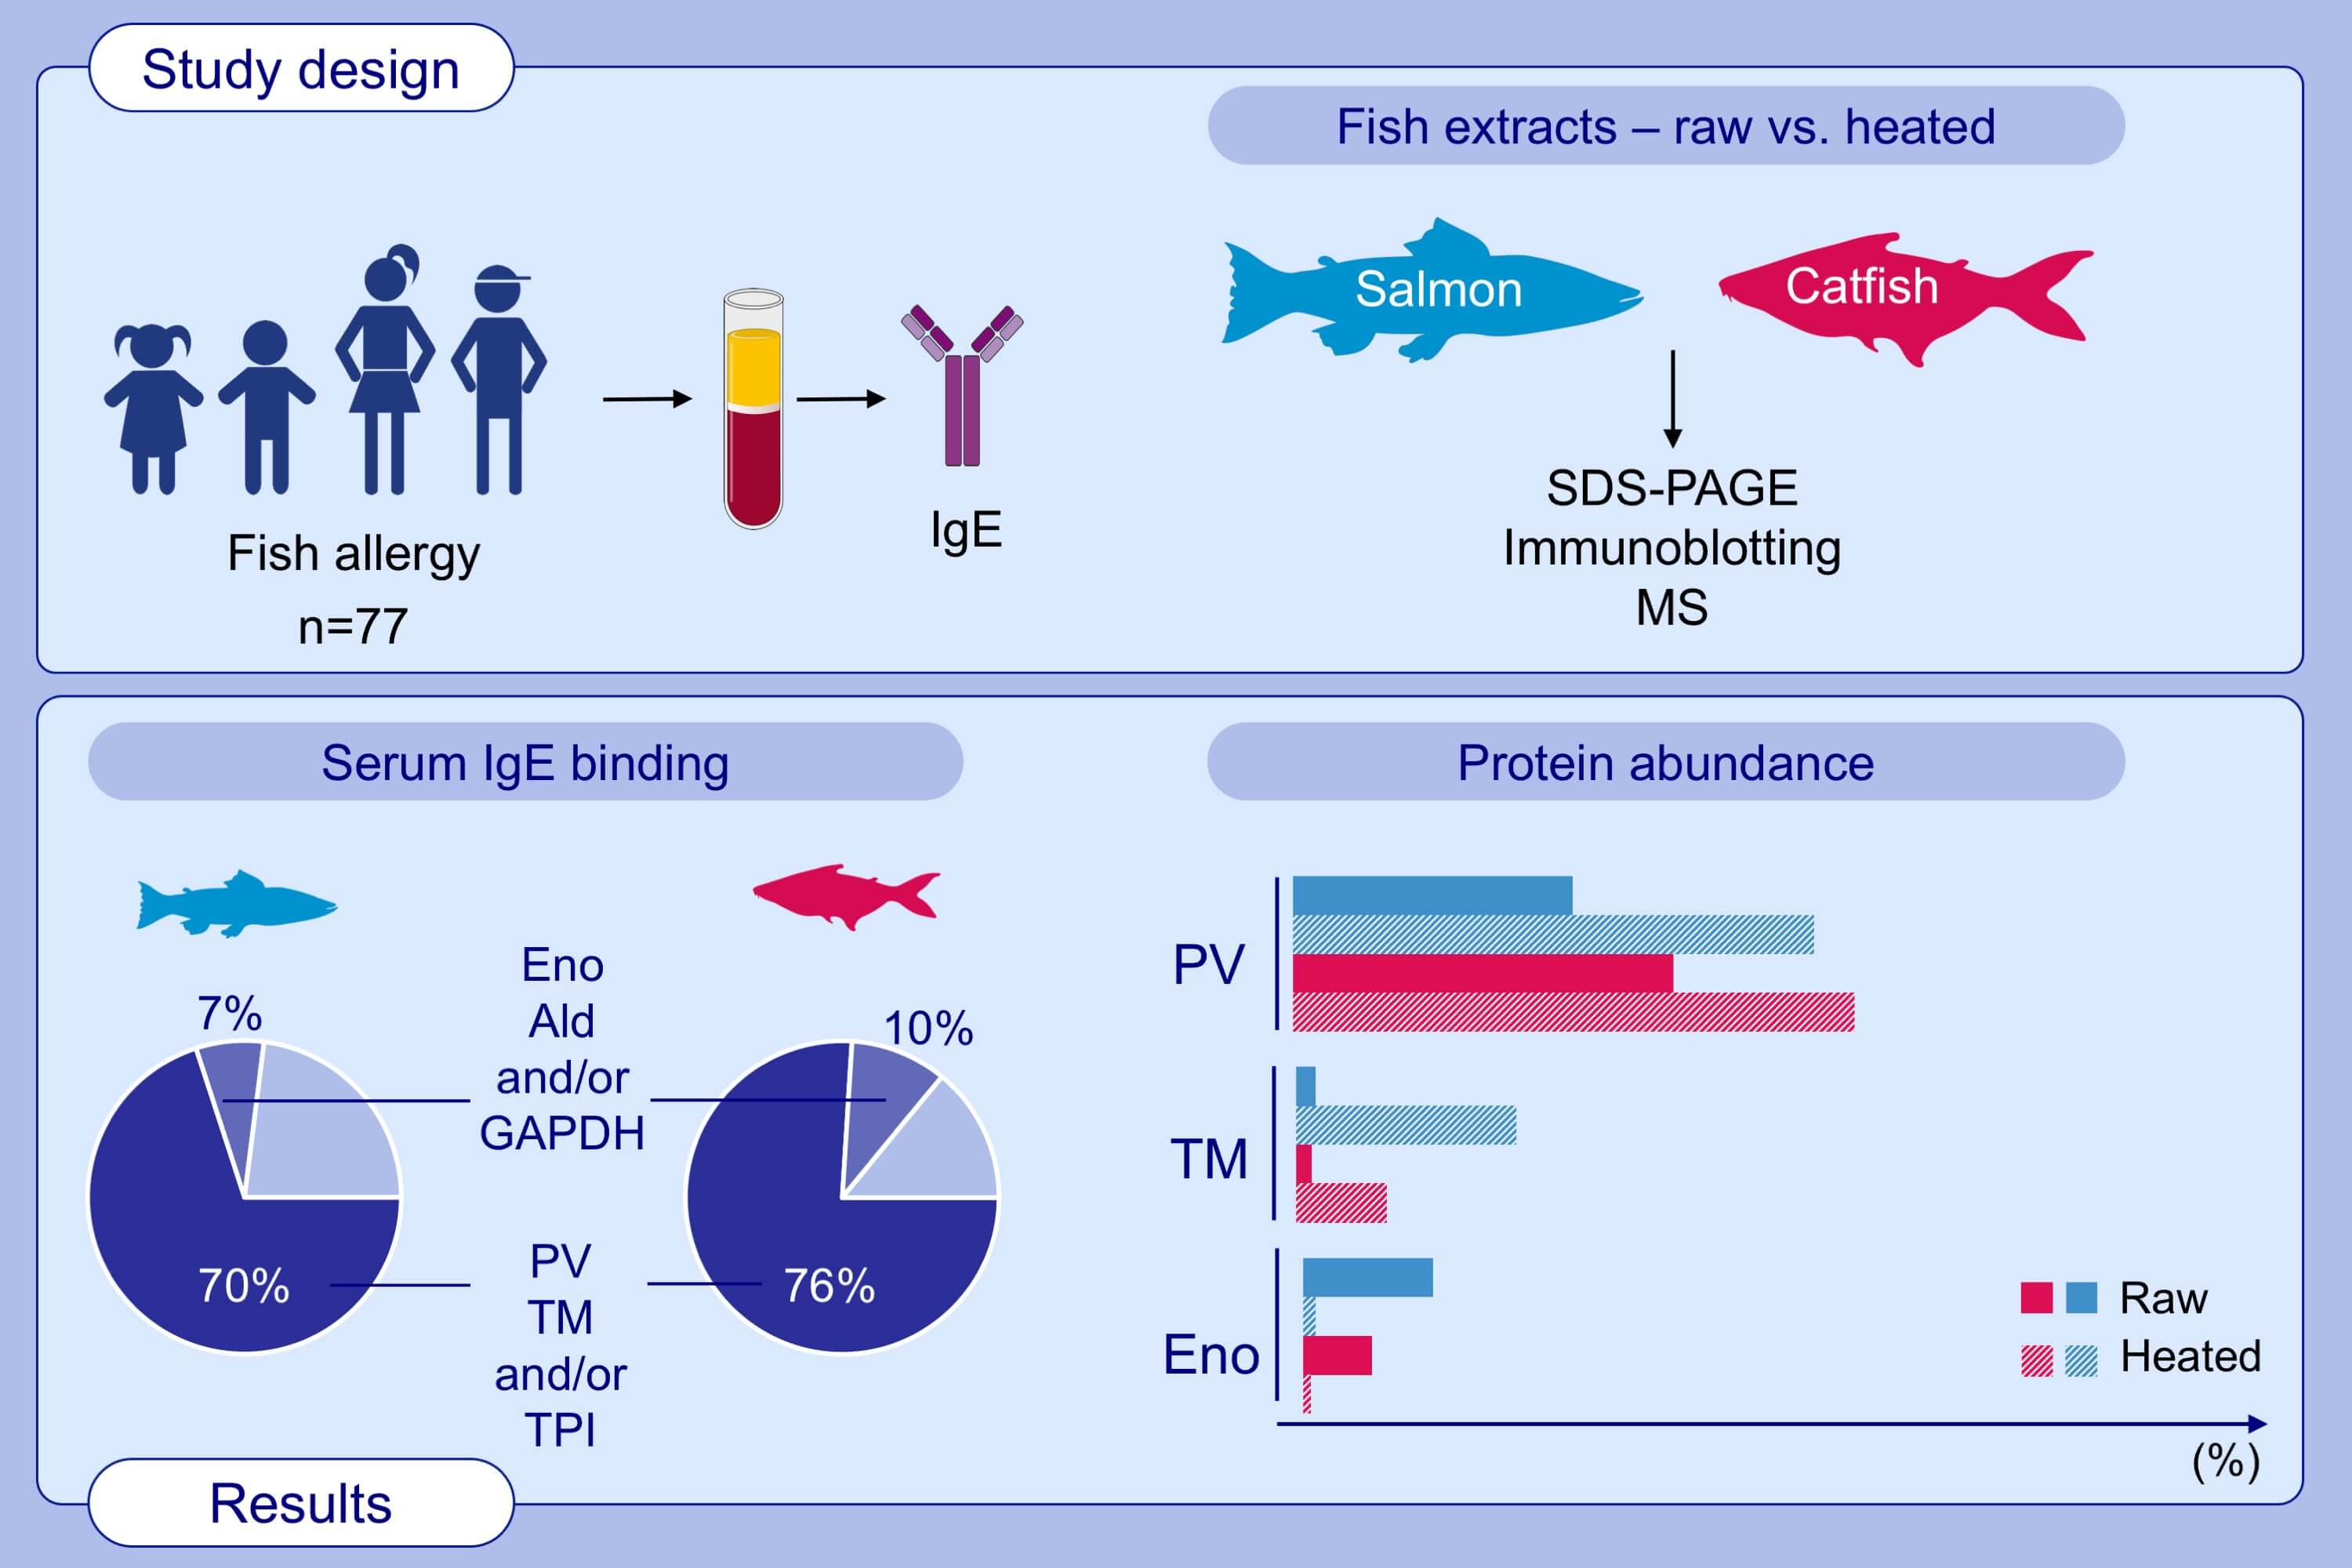 Study design
Fish allergy
n=77
IgE
Fish extracts – raw vs. heated
Salmon
Catfish
SDS-PAGE
Immunoblotting
MS
Serum IgE binding
7%
70%
Eno
Ald
and/or
GAPDH
PV
TM
and/or
TPI
10%
76%
Protein abundance
PV
TM
Eno
Raw
Heated
(%)
Results